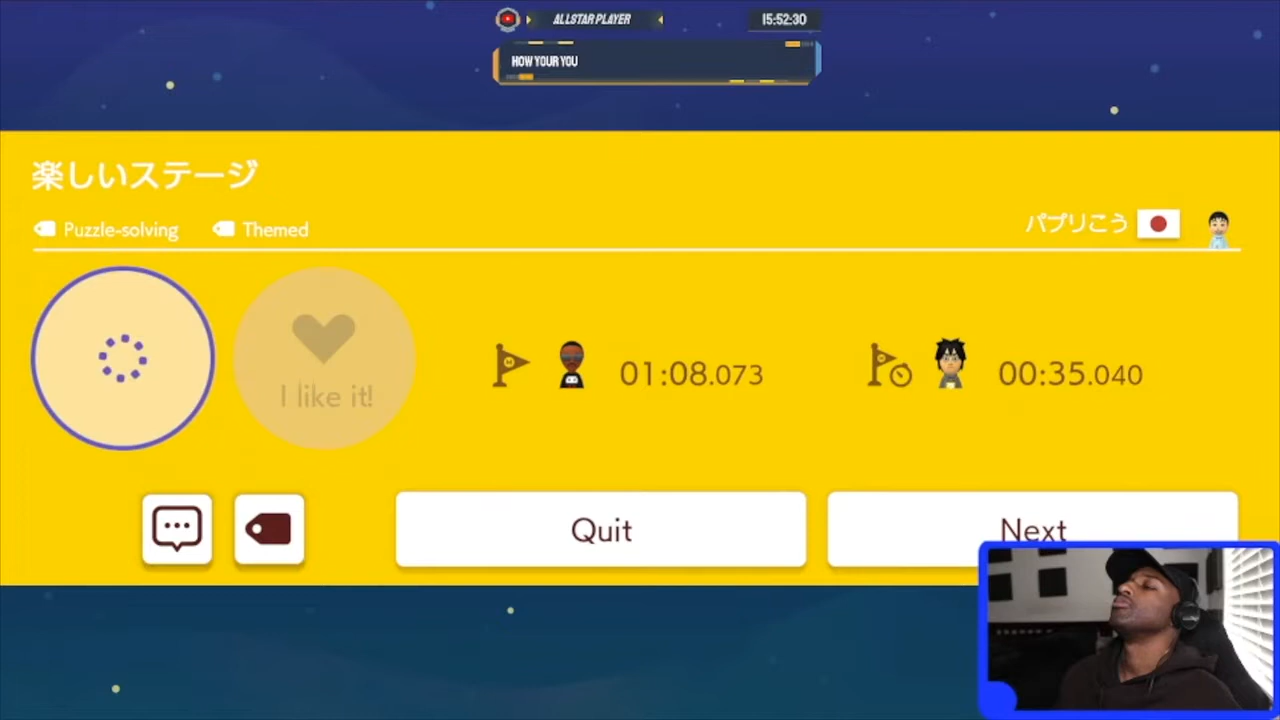 ALLSTAR PLAYER
15:52:30
HOW YOUR YOU
楽しいステージ
Puzzle-solving
Themed
パプリこう
I like it!
01:08.073
00:35.040
Quit
Next